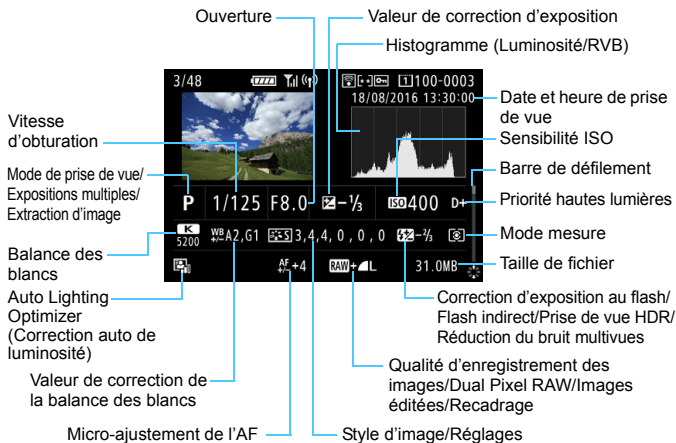 Ouverture
Valeur de correction d'exposition
Histogramme (Luminosité/RVB)
3/48
1 100-0003
18/08/2016 13:30:00
Date et heure de prise
de vue
Vitesse
d'obturation
Sensibilité ISO
Mode de prise de vue/
Expositions multiples/
Extraction d'image
Barre de défilement
P 1/125 F8.0 -⅓ ISO 400 D+
Priorité hautes lumières
K
5200
WB +/- A2,G1
S 3,4,4,0,0,0
-⅔
Mode mesure
Balance des
blancs
AF +/- +4
RAW+ L
31.0MB
Taille de fichier
Auto Lighting
Optimizer
(Correction auto de
luminosité)
Correction d'exposition au flash/
Flash indirect/Prise de vue HDR/
Réduction du bruit multivues
Valeur de correction de
la balance des blancs
Qualité d'enregistrement des
images/Dual Pixel RAW/Images
éditées/Recadrage
Micro-ajustement de l'AF
Style d'image/Réglages